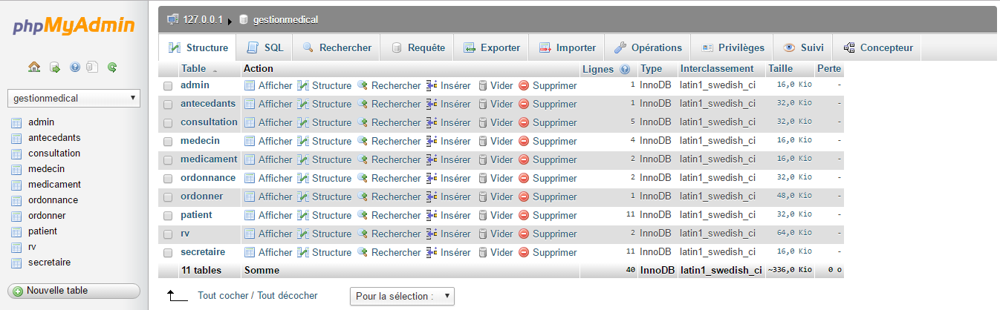 phpMyAdmin
gestionmedical
admin
antecedants
consultation
medecin
medicament
ordonnance
ordonner
patient
rv
secretaire
Nouvelle table
127.0.0.1 gestionmedical
Structure SQL Rechercher Requête Exporter Importer Opérations Privilèges Suivi Concepteur
Table Action Lignes Type Interclassement Taille Perte
admin Afficher Structure Rechercher Insérer Vider Supprimer 1 InnoDB latin1_swedish_ci 16,0 Kio -
antecedants Afficher Structure Rechercher Insérer Vider Supprimer 1 InnoDB latin1_swedish_ci 32,0 Kio -
consultation Afficher Structure Rechercher Insérer Vider Supprimer 5 InnoDB latin1_swedish_ci 32,0 Kio -
medecin Afficher Structure Rechercher Insérer Vider Supprimer 4 InnoDB latin1_swedish_ci 16,0 Kio -
medicament Afficher Structure Rechercher Insérer Vider Supprimer 2 InnoDB latin1_swedish_ci 16,0 Kio -
ordonnance Afficher Structure Rechercher Insérer Vider Supprimer 2 InnoDB latin1_swedish_ci 32,0 Kio -
ordonner Afficher Structure Rechercher Insérer Vider Supprimer 1 InnoDB latin1_swedish_ci 48,0 Kio -
patient Afficher Structure Rechercher Insérer Vider Supprimer 11 InnoDB latin1_swedish_ci 32,0 Kio -
rv Afficher Structure Rechercher Insérer Vider Supprimer 2 InnoDB latin1_swedish_ci 64,0 Kio -
secretaire Afficher Structure Rechercher Insérer Vider Supprimer 11 InnoDB latin1_swedish_ci 16,0 Kio -
11 tables Somme 40 InnoDB latin1_swedish_ci ~336,0 Kio 0 o
Tout cocher / Tout décocher Pour la sélection :